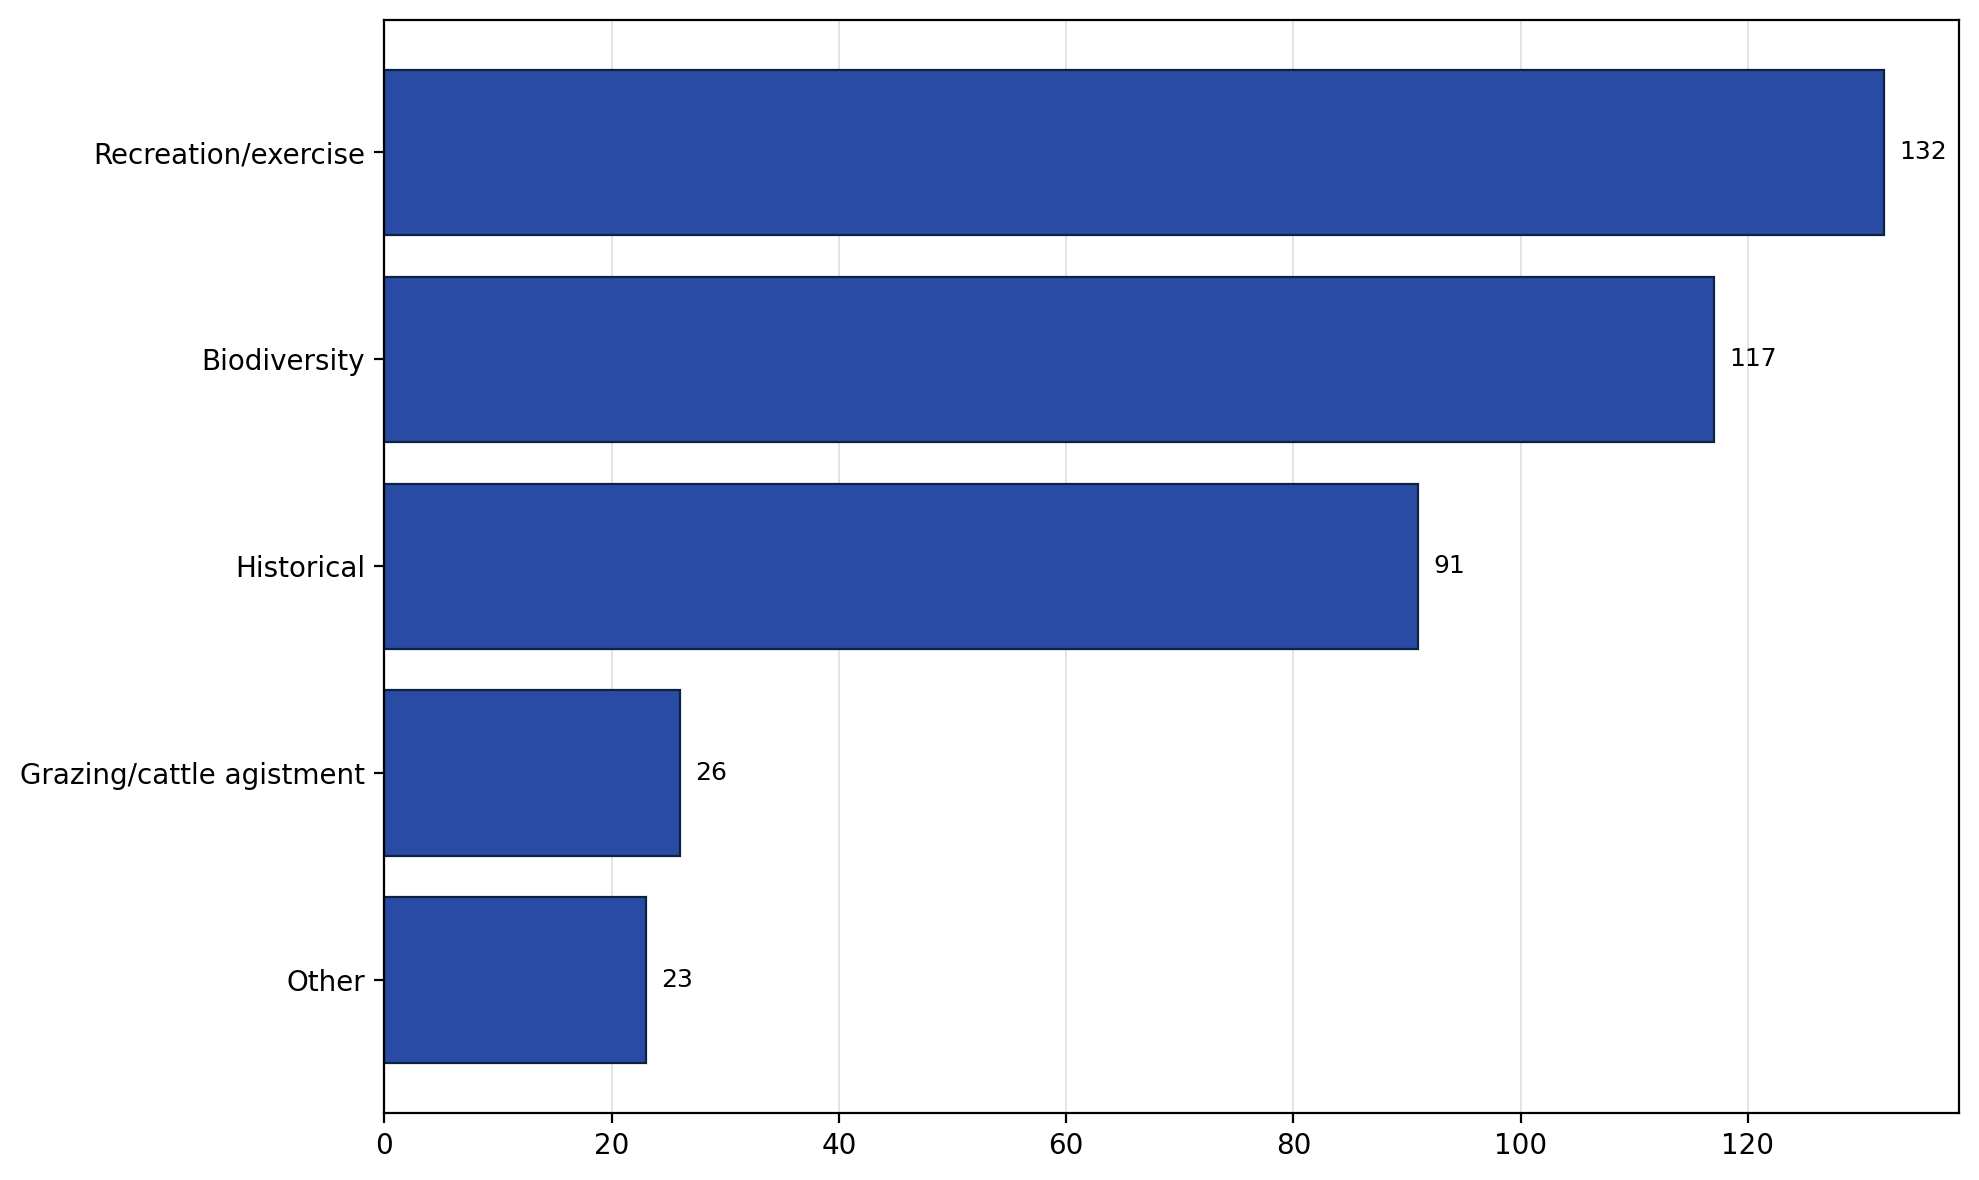 Recreation/exercise 132
Biodiversity 117
Historical 91
Grazing/cattle agistment 26
Other 23
0 20 40 60 80 100 120